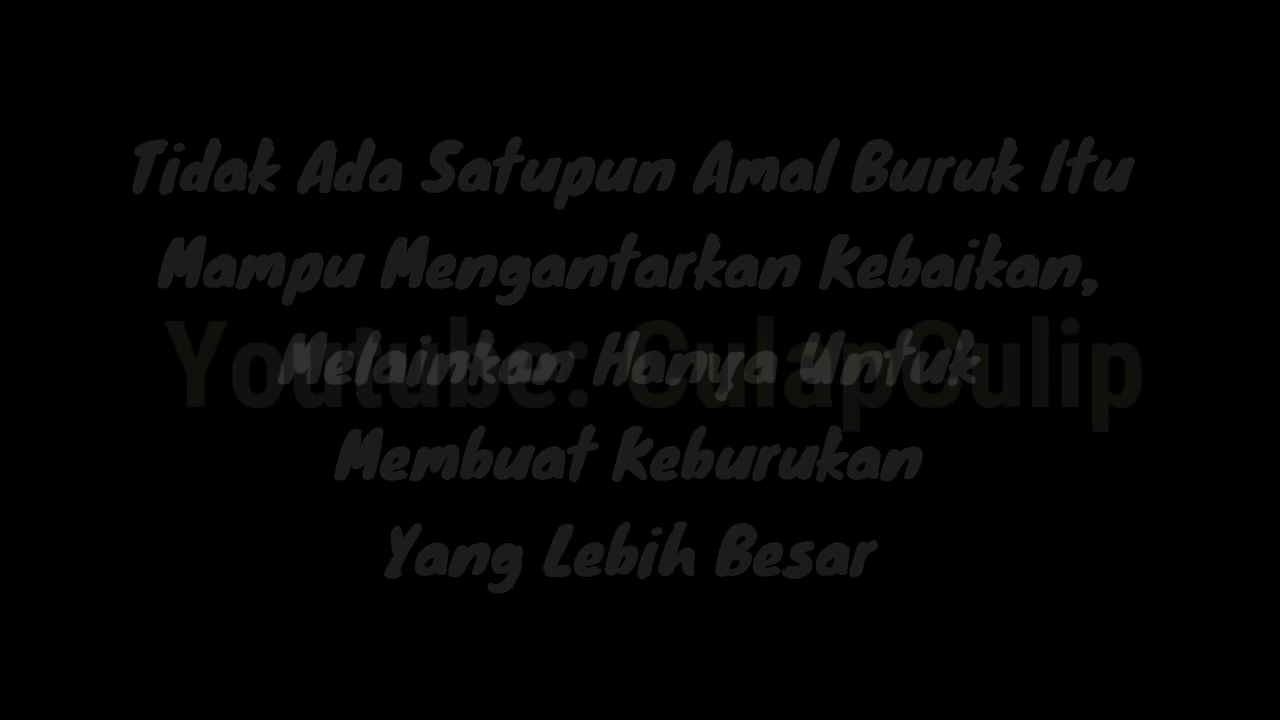 Tidak Ada Satupun Amal Buruk Itu
Mampu Mengantarkan Kebaikan,
Melainkan Hanya Untuk
Youtube: CulapCulip
Membuat Keburukan
Yang Lebih Besar